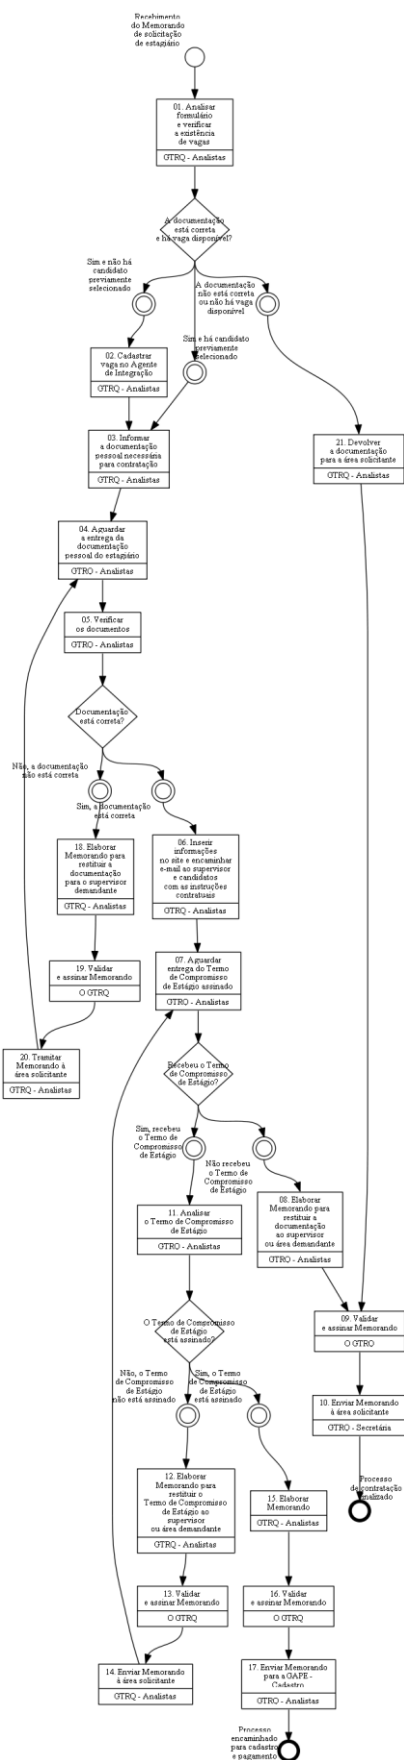 Recebimento
do Memorando
de solicitação
de estagiário
01. Analisar
formulário
e verificar
a existência
de vagas
GTRQ - Analistas
A documentação
está correta
e há vaga disponível?
Sim e não há
candidato
previamente
selecionado
A documentação
não está correta
ou não há vaga
disponível
Sim e há candidato
previamente
selecionado
02. Cadastrar
vaga no Agente
de Integração
GTRQ - Analistas
03. Informar
a documentação
pessoal necessária
para contratação
GTRQ - Analistas
21. Devolver
a documentação
para a área solicitante
GTRQ - Analistas
04. Aguardar
a entrega da
documentação
pessoal do estagiário
GTRQ - Analistas
05. Verificar
os documentos
GTRQ - Analistas
Documentação
está correta?
Não, a documentação
não está correta
Sim, a documentação
está correta
18. Elaborar
Memorando para
restituir a
documentação
para o supervisor
demandante
GTRQ - Analistas
06. Inserir
informações
no site e encaminhar
e-mail ao supervisor
e candidatos
com as instruções
contratuais
GTRQ - Analistas
19. Validar
e assinar Memorando
O GTRQ
07. Aguardar
entrega do Termo
de Compromisso
de Estágio assinado
GTRQ - Analistas
20. Tramitar
Memorando à
área solicitante
GTRQ - Analistas
Recebeu o Termo
de Compromisso
de Estágio?
Sim, recebeu
o Termo de
Compromisso
de Estágio
Não recebeu
o Termo de
Compromisso
de Estágio
11. Analisar
o Termo de Compromisso
de Estágio
GTRQ - Analistas
08. Elaborar
Memorando para
restituir a
documentação
ao supervisor
ou área demandante
GTRQ - Analistas
O Termo de Compromisso
de Estágio
está assinado?
09. Validar
e assinar Memorando
O GTRQ
Não, o Termo
de Compromisso
de Estágio
não está assinado
Sim, o Termo
de Compromisso
de Estágio
está assinado
10. Enviar Memorando
à área solicitante
GTRQ - Secretária
Processo
de contratação
finalizado
12. Elaborar
Memorando para
restituir o
Termo de Compromisso
de Estágio ao
supervisor
ou área demandante
GTRQ - Analistas
15. Elaborar
Memorando
GTRQ - Analistas
13. Validar
e assinar Memorando
O GTRQ
16. Validar
e assinar Memorando
O GTRQ
14. Enviar Memorando
à área solicitante
GTRQ - Analistas
17. Enviar Memorando
para a GAPE -
Cadastro
GTRQ - Analistas
Processo
encaminhado
para cadastro
e pagamento